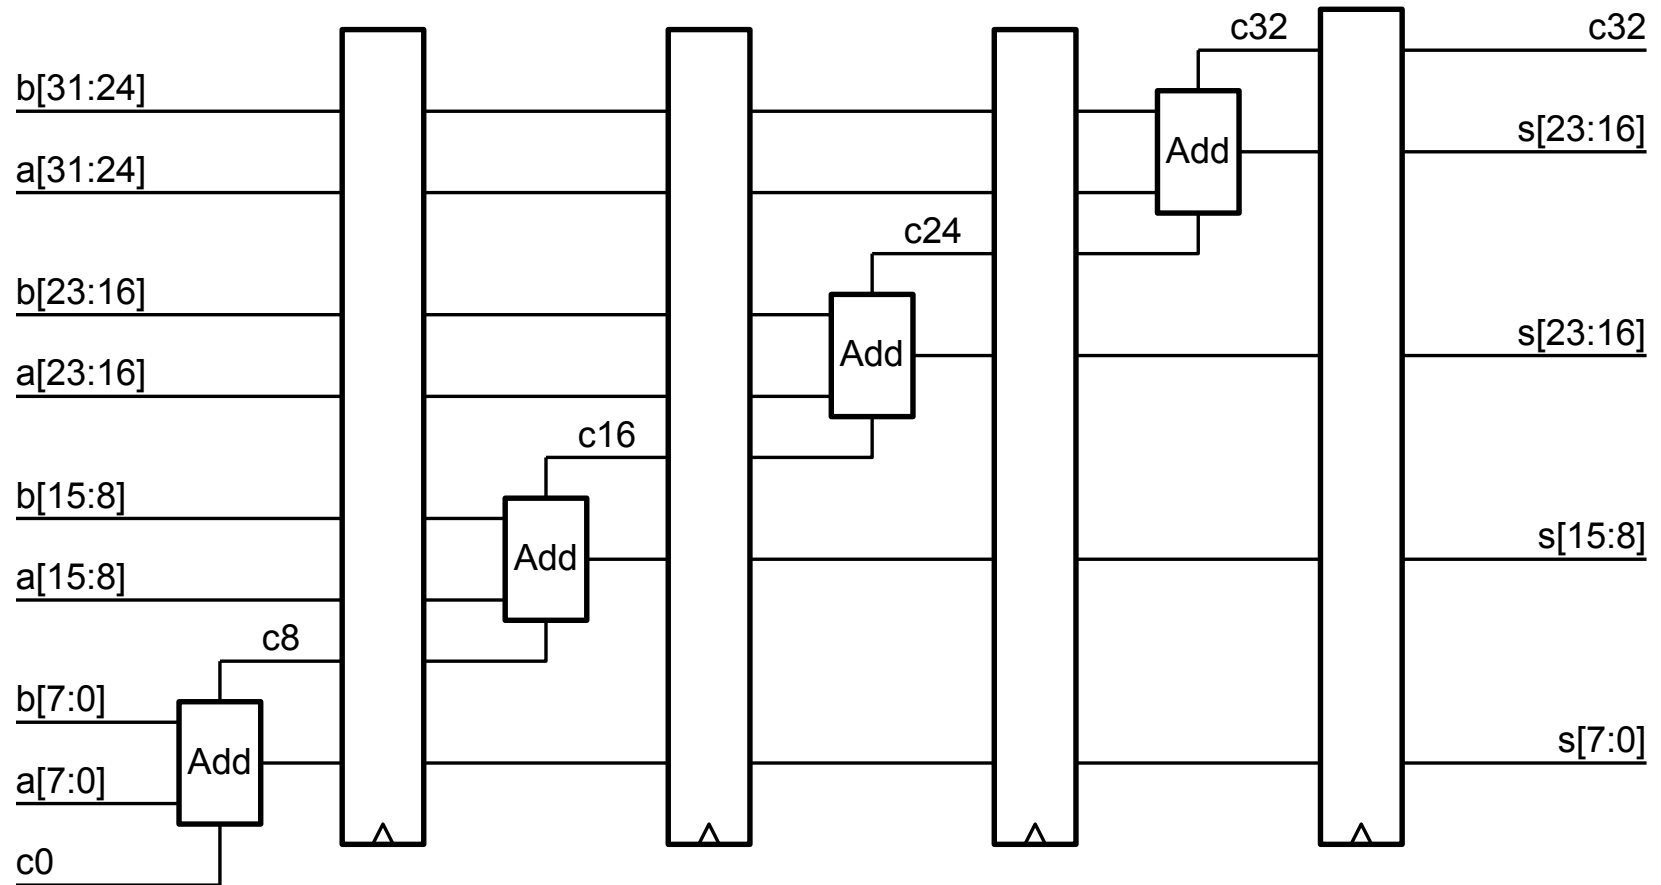 c32
c32
b[31:24]
s[23:16]
Add
a[31:24]
c24
b[23:16]
s[23:16]
Add
a[23:16]
c16
b[15:8]
s[15:8]
Add
a[15:8]
c8
b[7:0]
s[7:0]
Add
a[7:0]
c0